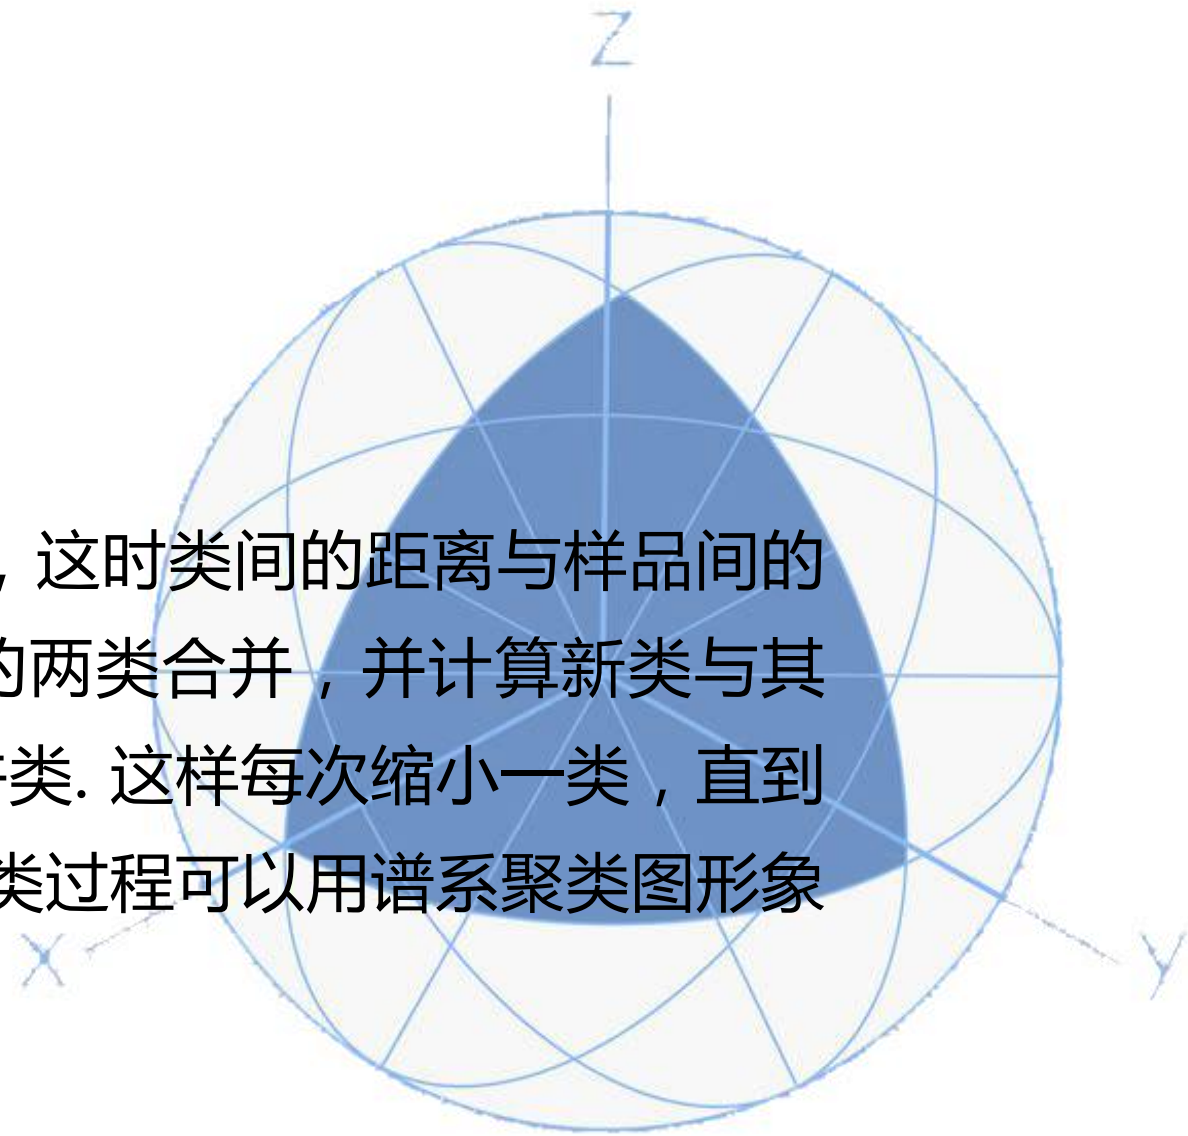 Z
，这时类间的距离与样品间的
的两类合并，并计算新类与其
类. 这样每次缩小一类，直到
类过程可以用谱系聚类图形象
X
y